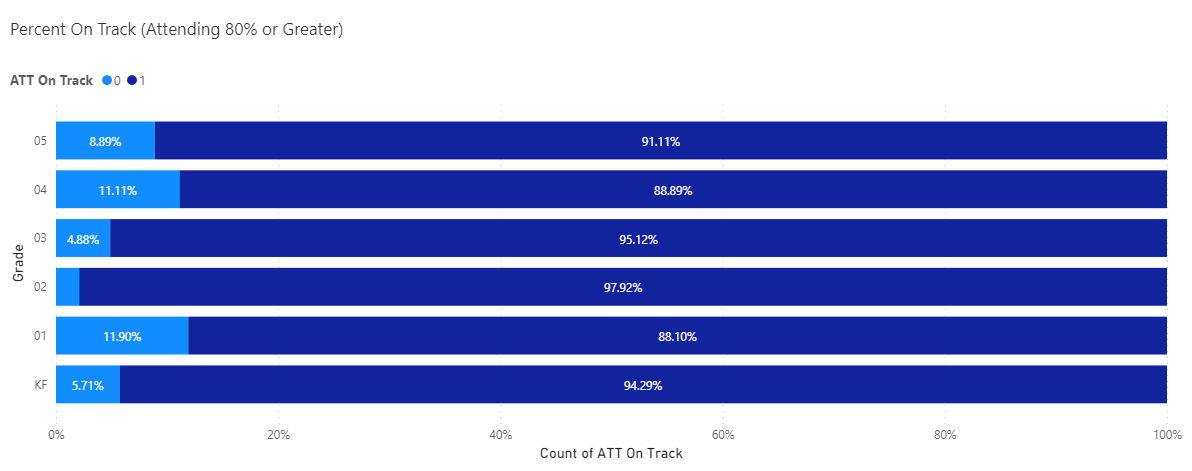 Percent On Track (Attending 80% or Greater)
ATT On Track 0 1
05 8.89% 91.11%
04 11.11% 88.89%
03 4.88% 95.12%
02 97.92%
01 11.90% 88.10%
KF 5.71% 94.29%
Grade
0% 20% 40% 60% 80% 100%
Count of ATT On Track